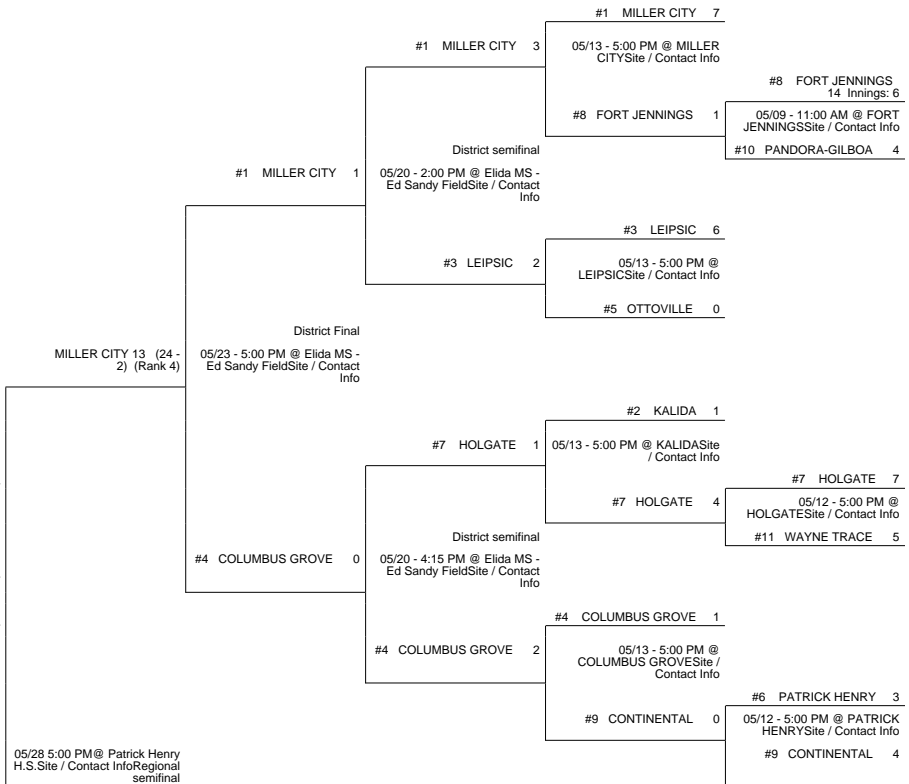 #1 MILLER CITY 7
#1 MILLER CITY 3
05/13 - 5:00 PM @ MILLER
CITYSite / Contact Info
#8 FORT JENNINGS
14 Innings: 6
#8 FORT JENNINGS 1
05/09 - 11:00 AM @ FORT
JENNINGSSite / Contact Info
#10 PANDORA-GILBOA 4
District semifinal
#1 MILLER CITY 1
05/20 - 2:00 PM @ Elida MS -
Ed Sandy FieldSite / Contact
Info
#3 LEIPSIC 6
#3 LEIPSIC 2
05/13 - 5:00 PM @
LEIPSICSite / Contact Info
#5 OTTOVILLE 0
District Final
MILLER CITY 13 (24 -
2) (Rank 4)
05/23 - 5:00 PM @ Elida MS -
Ed Sandy FieldSite / Contact
Info
#2 KALIDA 1
#7 HOLGATE 1
05/13 - 5:00 PM @ KALIDASite
/ Contact Info
#7 HOLGATE 7
#7 HOLGATE 4
05/12 - 5:00 PM @
HOLGATESite / Contact Info
#11 WAYNE TRACE 5
District semifinal
#4 COLUMBUS GROVE 0
05/20 - 4:15 PM @ Elida MS -
Ed Sandy FieldSite / Contact
Info
#4 COLUMBUS GROVE 1
#4 COLUMBUS GROVE 2
05/13 - 5:00 PM @
COLUMBUS GROVESite /
Contact Info
#6 PATRICK HENRY 3
#9 CONTINENTAL 0
05/12 - 5:00 PM @ PATRICK
HENRYSite / Contact Info
#9 CONTINENTAL 4
05/28 5:00 PM@ Patrick Henry
H.S.Site / Contact InfoRegional
semifinal